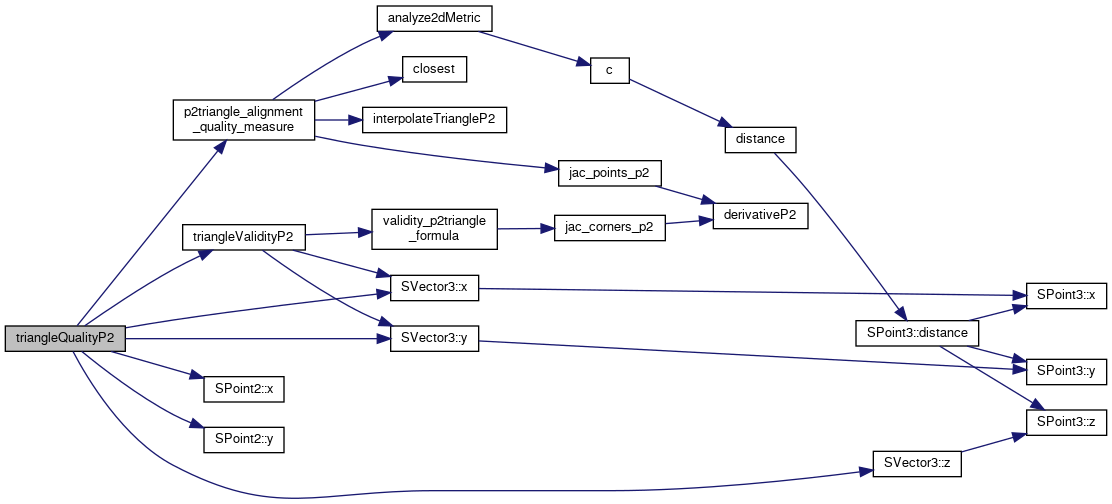 analyze2dMetric
closest
c
p2triangle_alignment
_quality_measure
interpolateTriangleP2
distance
jac_points_p2
derivativeP2
validity_p2triangle
_formula
jac_corners_p2
triangleValidityP2
SVector3::x
SPoint3::x
triangleQualityP2
SVector3::y
SPoint3::distance
SPoint3::y
SPoint2::x
SPoint3::z
SPoint2::y
SVector3::z